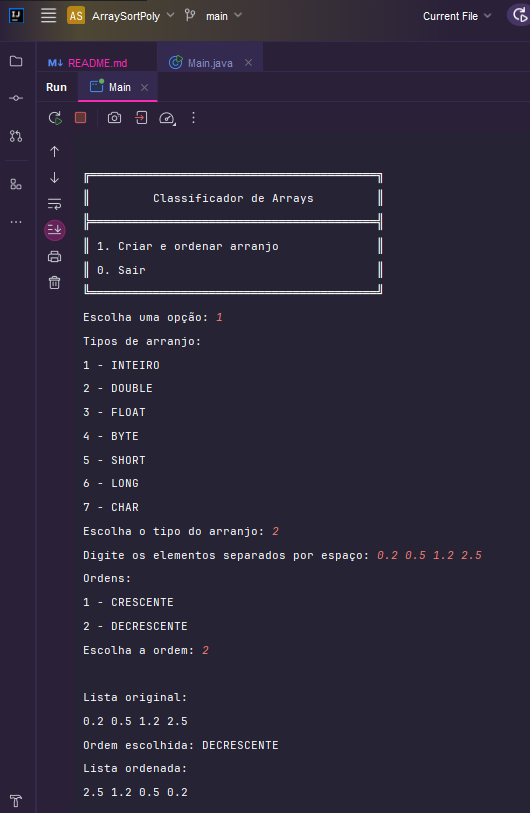 IJ
AS ArraySortPoly main Current File
M↓ README.md Main.java
Run Main
Classificador de Arrays
1. Criar e ordenar arranjo
0. Sair
Escolha uma opção: 1
Tipos de arranjo:
1 - INTEIRO
2 - DOUBLE
3 - FLOAT
4 - BYTE
5 - SHORT
6 - LONG
7 - CHAR
Escolha o tipo do arranjo: 2
Digite os elementos separados por espaço: 0.2 0.5 1.2 2.5
Ordens:
1 - CRESCENTE
2 - DECRESCENTE
Escolha a ordem: 2
Lista original:
0.2 0.5 1.2 2.5
Ordem escolhida: DECRESCENTE
Lista ordenada:
2.5 1.2 0.5 0.2